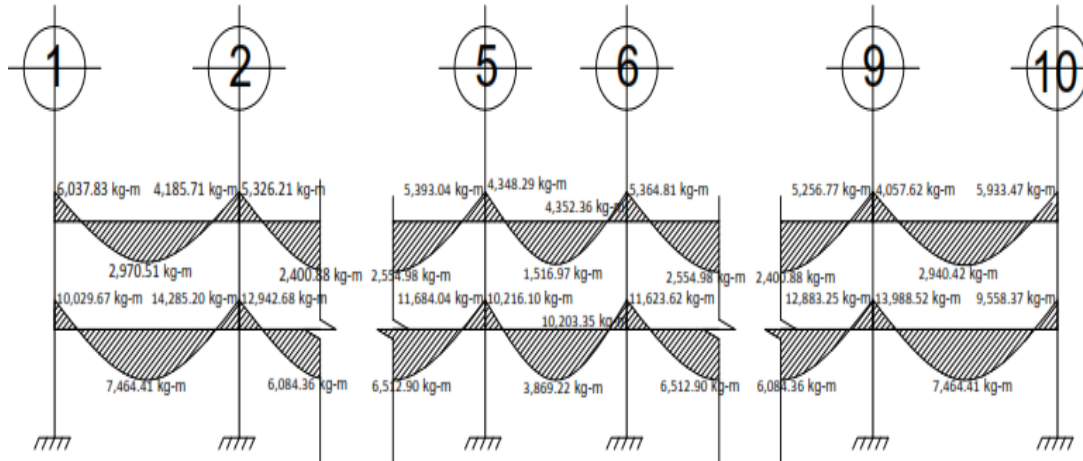 1 2 5 6 9 10
6,037.83 kg-m 4,185.71 kg-m 5,326.21 kg-m 5,393.04 kg-m 4,348.29 kg-m 5,364.81 kg-m 5,256.77 kg-m 4,057.62 kg-m 5,933.47 kg-m
4,352.36 kg-m
2,970.51 kg-m 2,400.88 kg-m 2,554.98 kg-m 1,516.97 kg-m 2,554.98 kg-m 2,400.88 kg-m 2,940.42 kg-m
10,029.67 kg-m 14,285.20 kg-m 12,942.68 kg-m 11,684.04 kg-m 10,216.10 kg-m 11,623.62 kg-m 12,883.25 kg-m 13,988.52 kg-m 9,558.37 kg-m
10,203.35 kg-m
7,464.41 kg-m 6,084.36 kg-m 6,512.90 kg-m 3,869.22 kg-m 6,512.90 kg-m 6,084.36 kg-m 7,464.41 kg-m